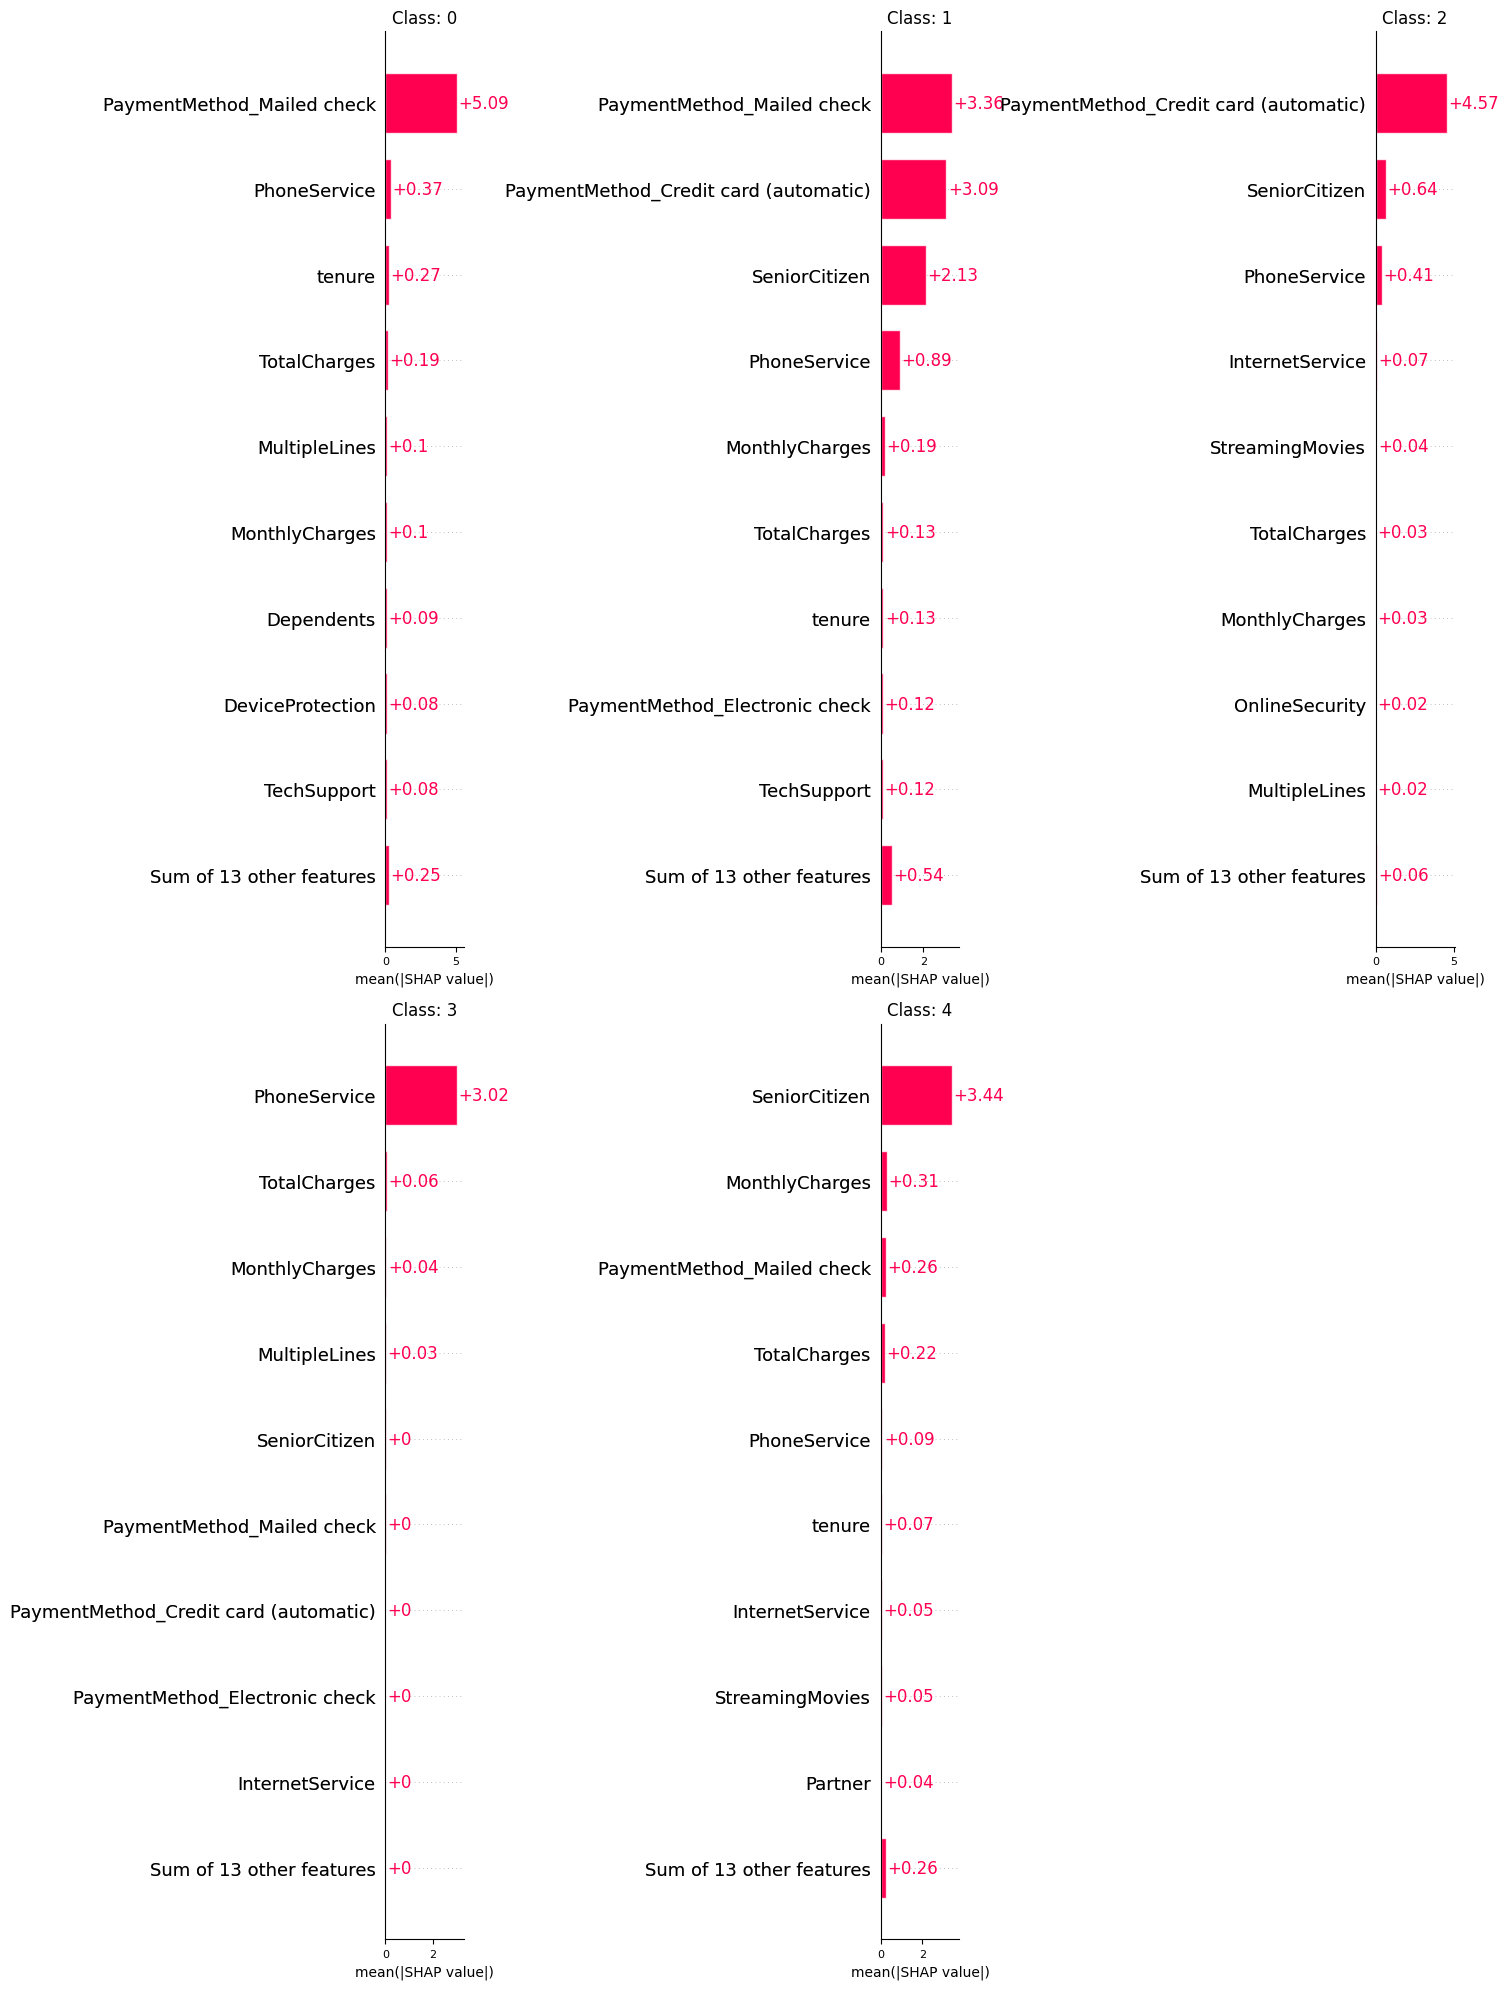 Class: 0
PaymentMethod_Mailed check +5.09
PhoneService +0.37
tenure +0.27
TotalCharges +0.19
MultipleLines +0.1
MonthlyCharges +0.1
Dependents +0.09
DeviceProtection +0.08
TechSupport +0.08
Sum of 13 other features +0.25
0 5
mean(|SHAP value|)
Class: 1
PaymentMethod_Mailed check +3.36
PaymentMethod_Credit card (automatic) +3.09
SeniorCitizen +2.13
PhoneService +0.89
MonthlyCharges +0.19
TotalCharges +0.13
tenure +0.13
PaymentMethod_Electronic check +0.12
TechSupport +0.12
Sum of 13 other features +0.54
0 2
mean(|SHAP value|)
Class: 2
PaymentMethod_Credit card (automatic) +4.57
SeniorCitizen +0.64
PhoneService +0.41
InternetService +0.07
StreamingMovies +0.04
TotalCharges +0.03
MonthlyCharges +0.03
OnlineSecurity +0.02
MultipleLines +0.02
Sum of 13 other features +0.06
0 5
mean(|SHAP value|)
Class: 3
PhoneService +3.02
TotalCharges +0.06
MonthlyCharges +0.04
MultipleLines +0.03
SeniorCitizen +0
PaymentMethod_Mailed check +0
PaymentMethod_Credit card (automatic) +0
PaymentMethod_Electronic check +0
InternetService +0
Sum of 13 other features +0
0 2
mean(|SHAP value|)
Class: 4
SeniorCitizen +3.44
MonthlyCharges +0.31
PaymentMethod_Mailed check +0.26
TotalCharges +0.22
PhoneService +0.09
tenure +0.07
InternetService +0.05
StreamingMovies +0.05
Partner +0.04
Sum of 13 other features +0.26
0 2
mean(|SHAP value|)